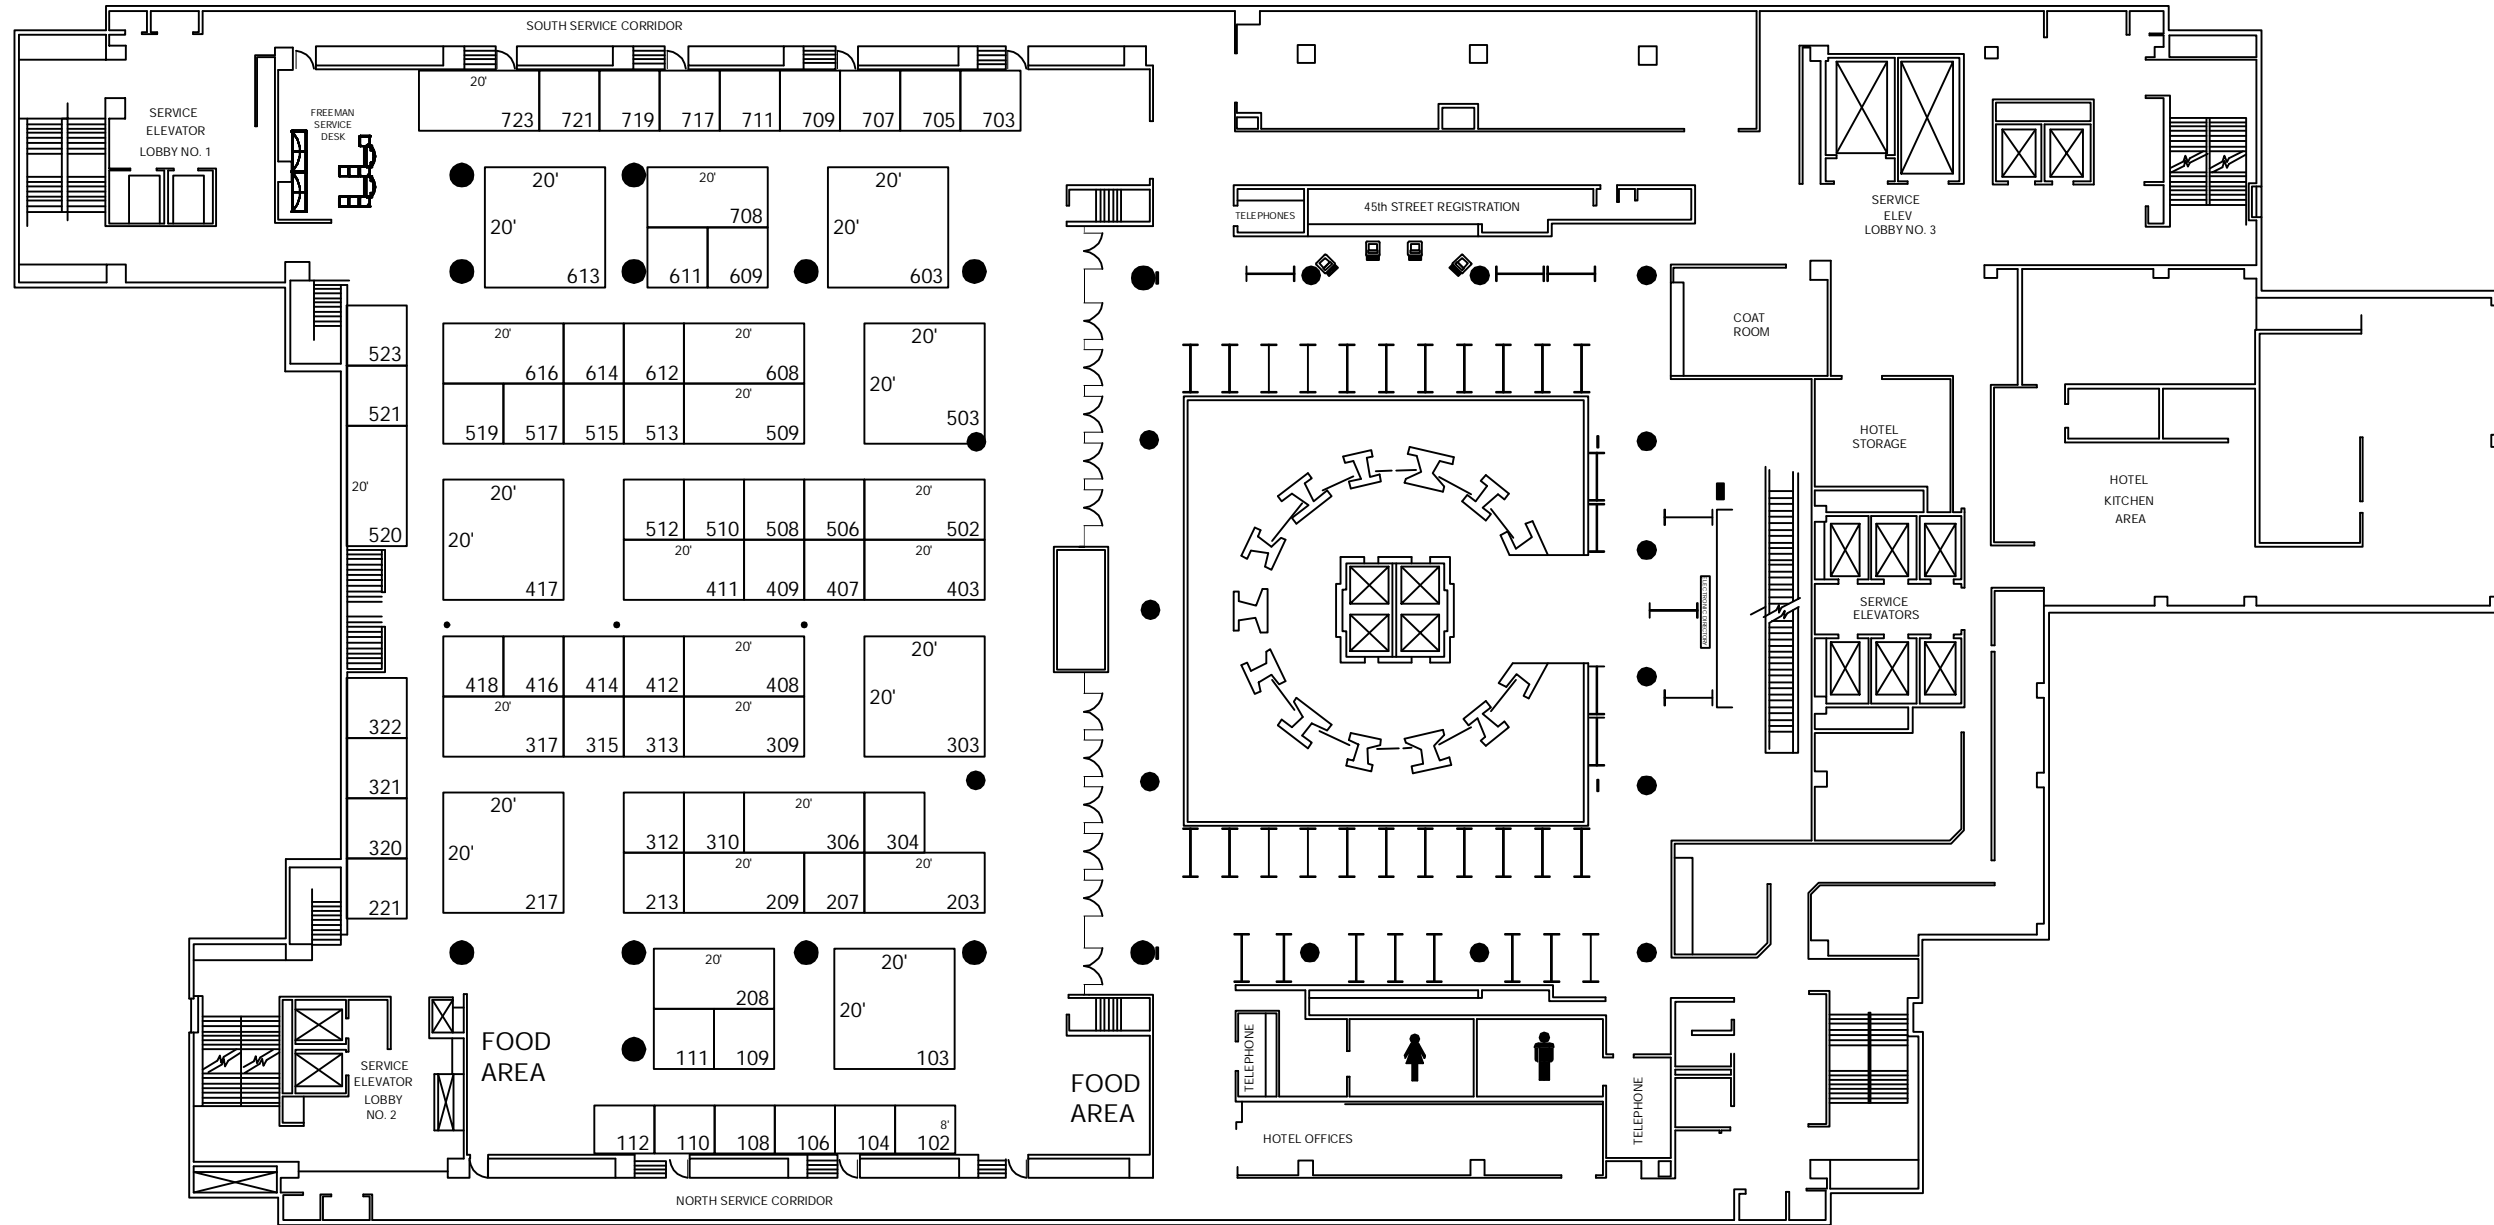 SOUTH SERVICE CORRIDOR
SERVICE
ELEVATOR
LOBBY NO. 1
FREEMAN
SERVICE
DESK
20'
723
721
719
717
711
709
707
705
703
20'
20'
613
20'
708
611
609
20'
20'
603
TELEPHONES
45th STREET REGISTRATION
SERVICE
ELEV
LOBBY NO. 3
COAT
ROOM
523
521
20'
520
20'
616
614
612
20'
608
519
517
515
513
20'
509
20'
20'
503
HOTEL
STORAGE
HOTEL
KITCHEN
AREA
20'
20'
417
512
510
508
506
20'
502
20'
411
409
407
20'
403
ELECTRONIC DIRECTORY
SERVICE
ELEVATORS
322
321
320
221
418
416
414
412
20'
408
20'
317
315
313
20'
309
20'
20'
303
20'
20'
217
312
310
20'
306
304
213
20'
209
207
20'
203
20'
208
111
109
20'
20'
103
FOOD
AREA
FOOD
AREA
SERVICE
ELEVATOR
LOBBY
NO. 2
112
110
108
106
104
8'
102
TELEPHONE
TELEPHONE
HOTEL OFFICES
NORTH SERVICE CORRIDOR